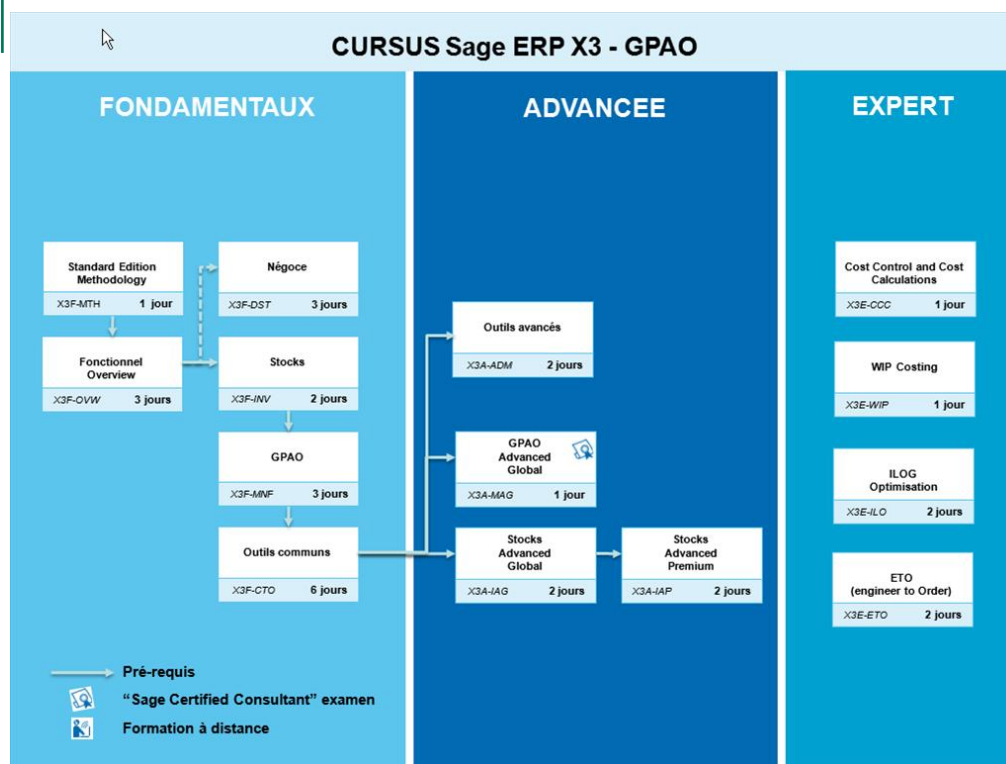 CURSUS Sage ERP X3 - GPAO
FONDAMENTAUX
Standard Edition
Methodology
X3F-MTH 1 jour
Fonctionnel
Overview
X3F-OVW 3 jours
Négoce
X3F-DST 3 jours
Stocks
X3F-INV 2 jours
GPAO
X3F-MNF 3 jours
Outils communs
X3F-CTO 6 jours
Pré-requis
“Sage Certified Consultant” examen
Formation à distance
ADVANCEE
Outils avancés
X3A-ADM 2 jours
GPAO
Advanced
Global
X3A-MAG 1 jour
Stocks
Advanced
Global
X3A-IAG 2 jours
Stocks
Advanced
Premium
X3A-IAP 2 jours
EXPERT
Cost Control and Cost
Calculations
X3E-CCC 1 jour
WIP Costing
X3E-WIP 1 jour
ILOG
Optimisation
X3E-ILO 2 jours
ETO
(engineer to Order)
X3E-ETO 2 jours